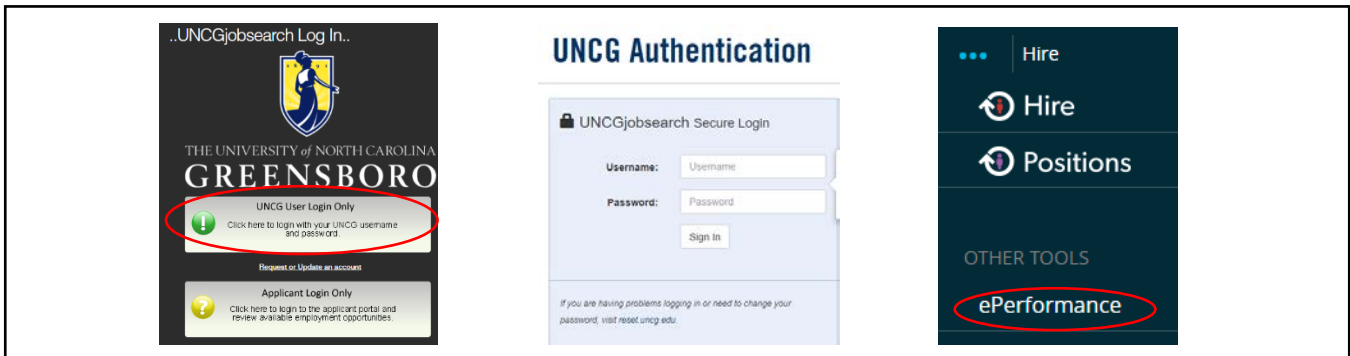 ..UNCGjobsearch Log In..
THE UNIVERSITY of NORTH CAROLINA
GREENSBORO
UNCG User Login Only
Click here to login with your UNCG username
and password.
Request or Update an account
Applicant Login Only
Click here to login to the applicant portal and
review available employment opportunities.
UNCG Authentication
UNCGjobsearch Secure Login
Username:
Username
Password:
Password
Sign In
If you are having problems logging in or need to change your
password, visit reset.uncg.edu.
Hire
Hire
Positions
OTHER TOOLS
ePerformance